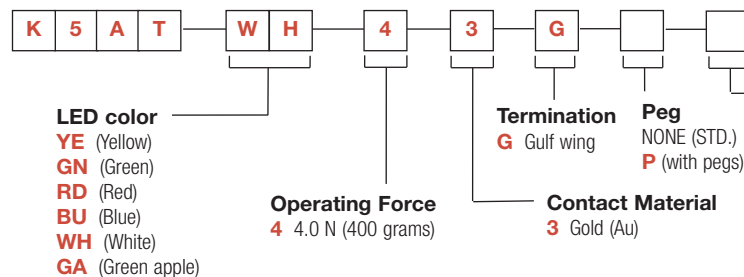 K 5 A T W H 4 3 G
LED color
YE (Yellow)
GN (Green)
RD (Red)
BU (Blue)
WH (White)
GA (Green apple)
Operating Force
4 4.0 N (400 grams)
Termination
G Gulf wing
Contact Material
3 Gold (Au)
Peg
NONE (STD.)
P (with pegs)